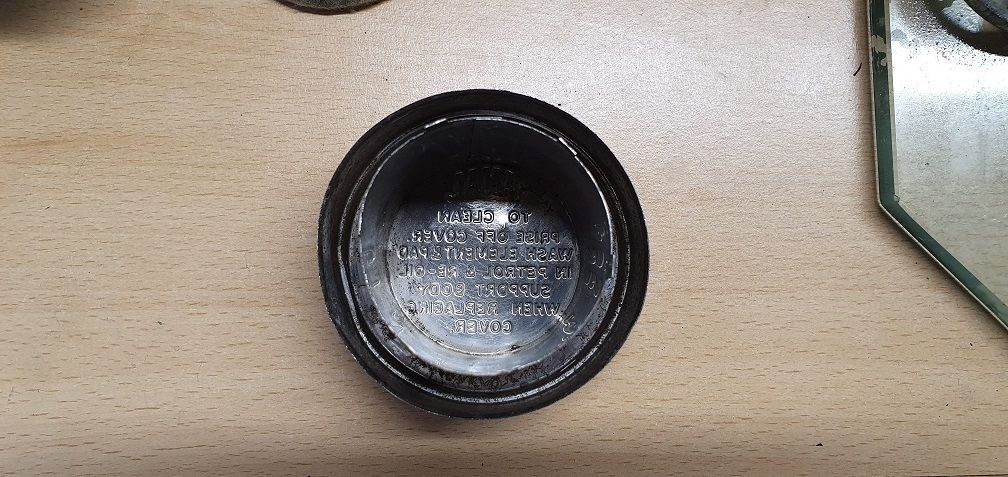 TO CLEAN
PRISE OFF COVER.
WASH ELEMENT & PAD
IN PETROL & RE-OIL
SUPPORT BODY
WHEN REPLACING
COVER.